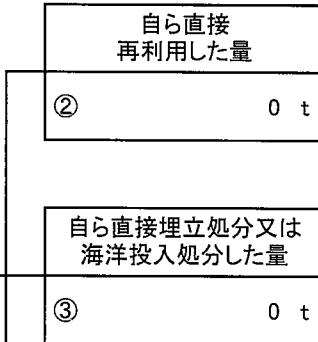 自ら直接
再利用した量
② 0 t
自ら直接埋立処分又は
海洋投入処分した量
③ 0 t